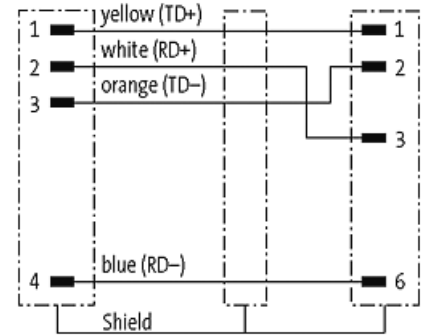 yellow (TD+)
1 1
white (RD+)
2 2
orange (TD–)
3
3
blue (RD–)
4 6
Shield